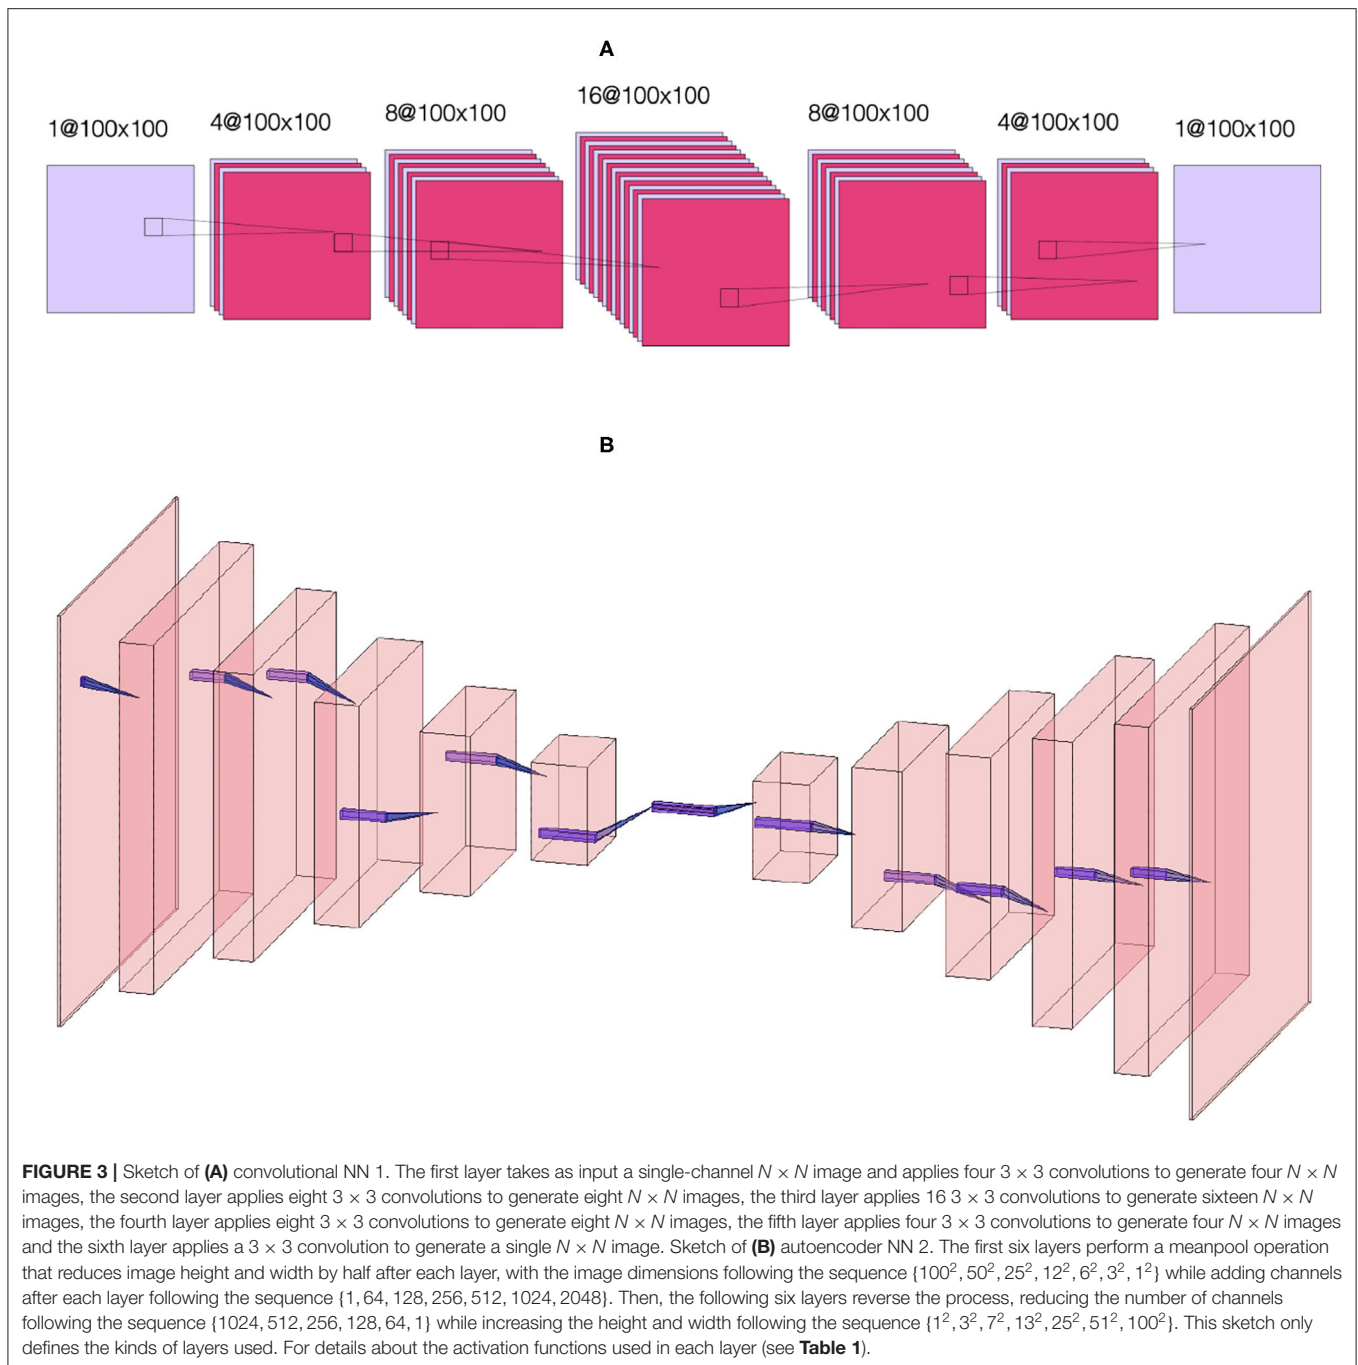 A
1@100x100
4@100x100
8@100x100
16@100x100
8@100x100
4@100x100
1@100x100
B
FIGURE 3 | Sketch of (A) convolutional NN 1. The first layer takes as input a single-channel N × N image and applies four 3 × 3 convolutions to generate four N × N
images, the second layer applies eight 3 × 3 convolutions to generate eight N × N images, the third layer applies 16 3 × 3 convolutions to generate sixteen N × N
images, the fourth layer applies eight 3 × 3 convolutions to generate eight N × N images, the fifth layer applies four 3 × 3 convolutions to generate four N × N images
and the sixth layer applies a 3 × 3 convolution to generate a single N × N image. Sketch of (B) autoencoder NN 2. The first six layers perform a meanpool operation
that reduces image height and width by half after each layer, with the image dimensions following the sequence {100², 50², 25², 12², 6², 3², 1²} while adding channels
after each layer following the sequence {1, 64, 128, 256, 512, 1024, 2048}. Then, the following six layers reverse the process, reducing the number of channels
following the sequence {1024, 512, 256, 128, 64, 1} while increasing the height and width following the sequence {1², 3², 7², 13², 25², 51², 100²}. This sketch only
defines the kinds of layers used. For details about the activation functions used in each layer (see Table 1).